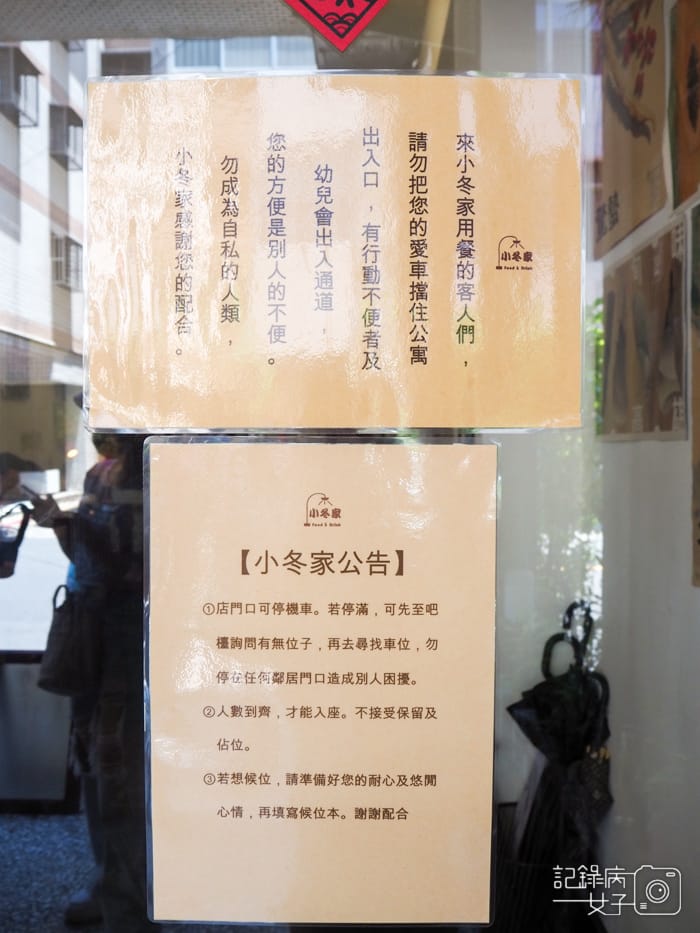 小冬家
Food & Drink
來小冬家用餐的客人們，
請勿把您的愛車擋住公寓
出入口，有行動不便者及
幼兒會出入通道，
您的方便是別人的不便。
勿成為自私的人類，
小冬家感謝您的配合。
小冬家
Food & Drink
【小冬家公告】
①店門口可停機車。若停滿，可先至吧
檯詢問有無位子，再去尋找車位，勿
停在任何鄰居門口造成別人困擾。
②人數到齊，才能入座。不接受保留及
佔位。
③若想候位，請準備好您的耐心及悠閒
心情，再填寫候位本。謝謝配合
記錄病
女子